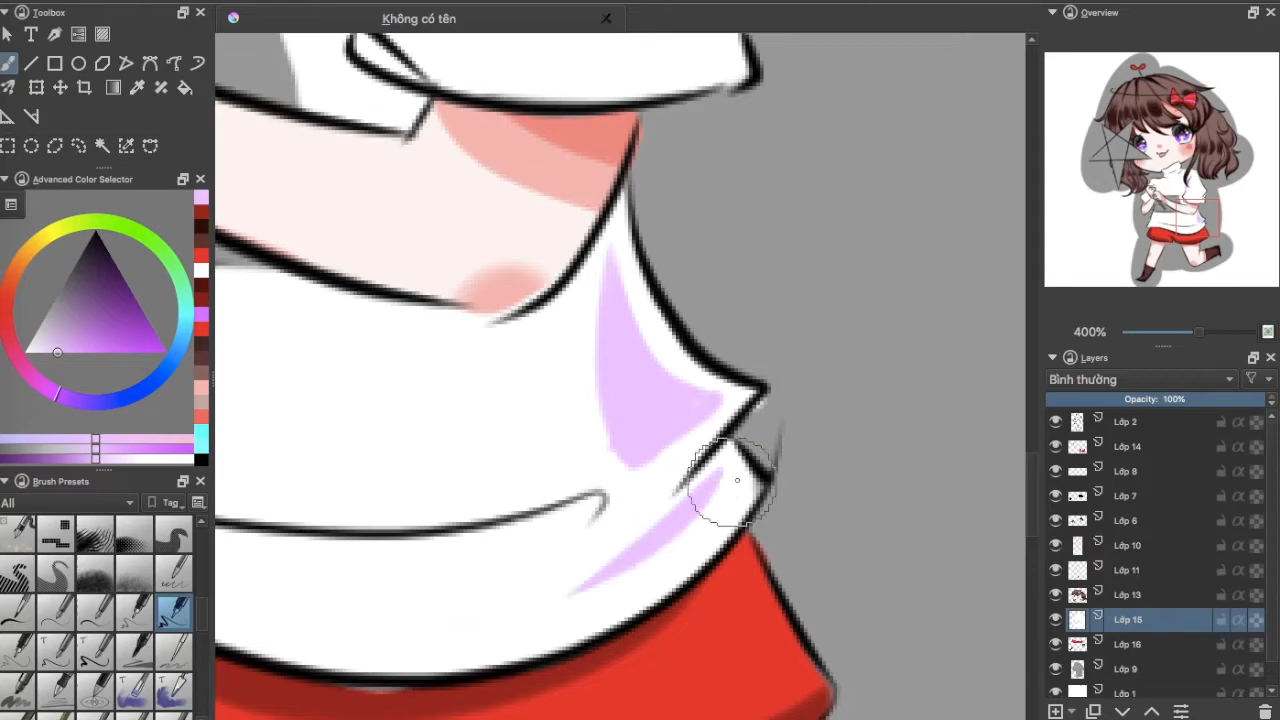 Toolbox
Không có tên
Overview
Advanced Color Selector
400%
Layers
Bình thường
Opacity: 100%
Lớp 2
Lớp 14
Lớp 8
Lớp 7
Lớp 6
Lớp 10
Lớp 11
Lớp 13
Lớp 15
Lớp 16
Lớp 9
Lớp 1
Brush Presets
All
Tag